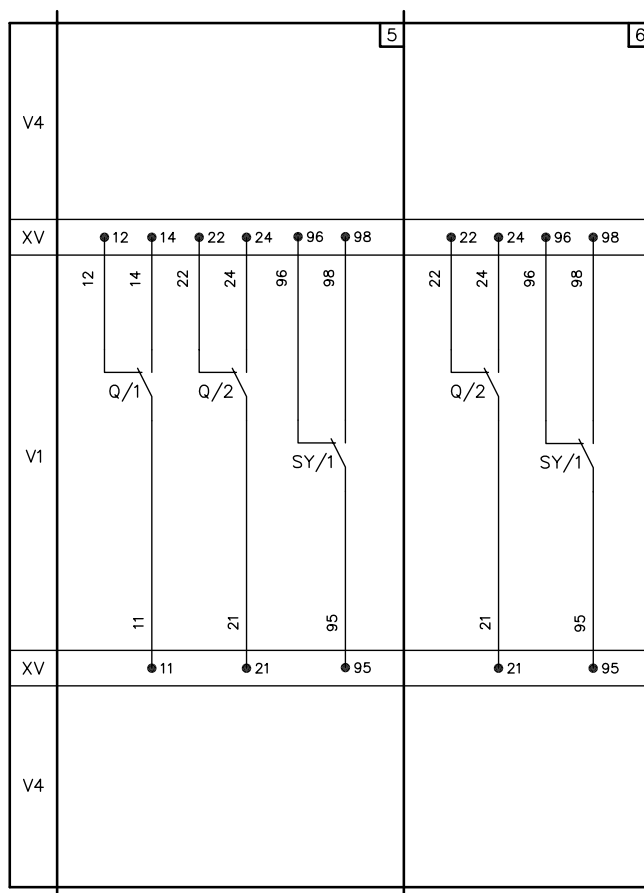 5 6
V4
XV 12 14 22 24 96 98 22 24 96 98
12 14 22 24 96 98 22 24 96 98
Q/1 Q/2 Q/2
V1 SY/1 SY/1
11 21 95 21 95
XV 11 21 95 21 95
V4